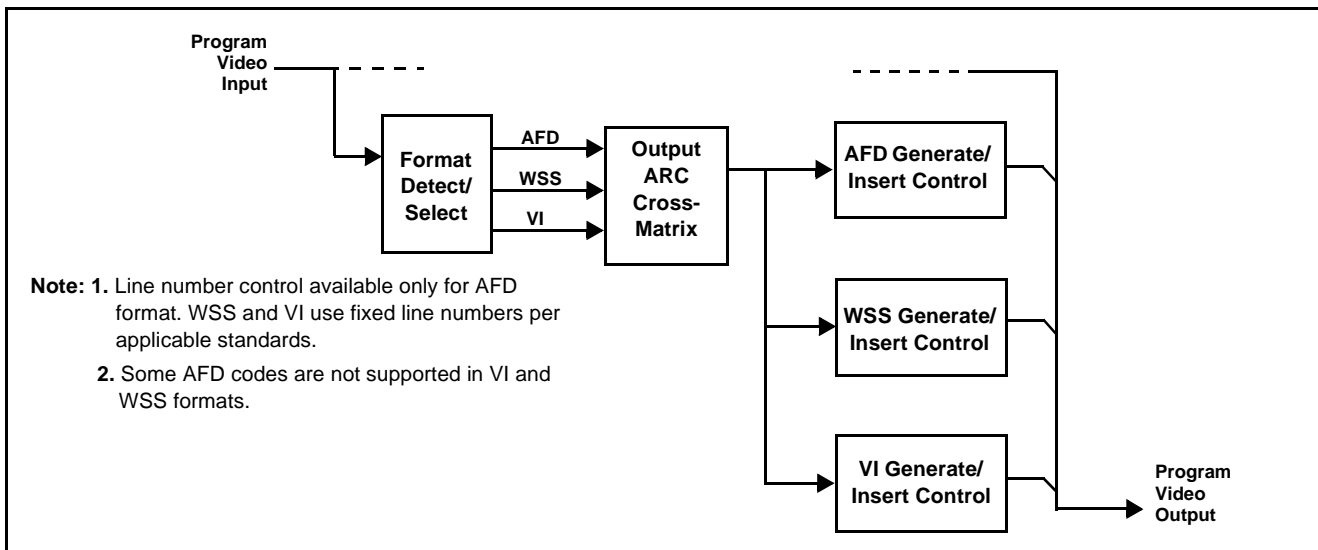 Program
Video
Input
Format
Detect/
Select
AFD
WSS
VI
Output
ARC
Cross-
Matrix
AFD Generate/
Insert Control
WSS Generate/
Insert Control
VI Generate/
Insert Control
Program
Video
Output
Note: 1. Line number control available only for AFD
format. WSS and VI use fixed line numbers per
applicable standards.
2. Some AFD codes are not supported in VI and
WSS formats.